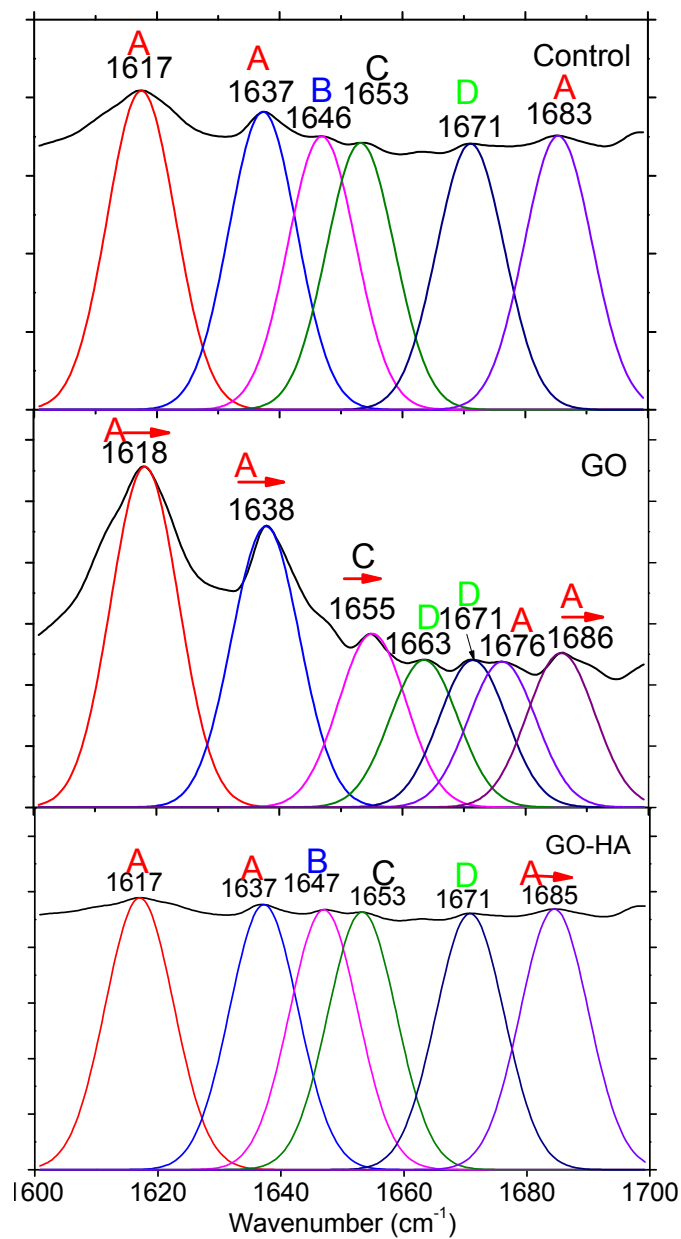 Control
A A B C D A
1617 1637 1646 1653 1671 1683
GO
A A C D D A A
1618 1638 1655 1663 1671 1676 1686
GO-HA
A A B C D A
1617 1637 1647 1653 1671 1685
1600 1620 1640 1660 1680 1700
Wavenumber (cm⁻¹)